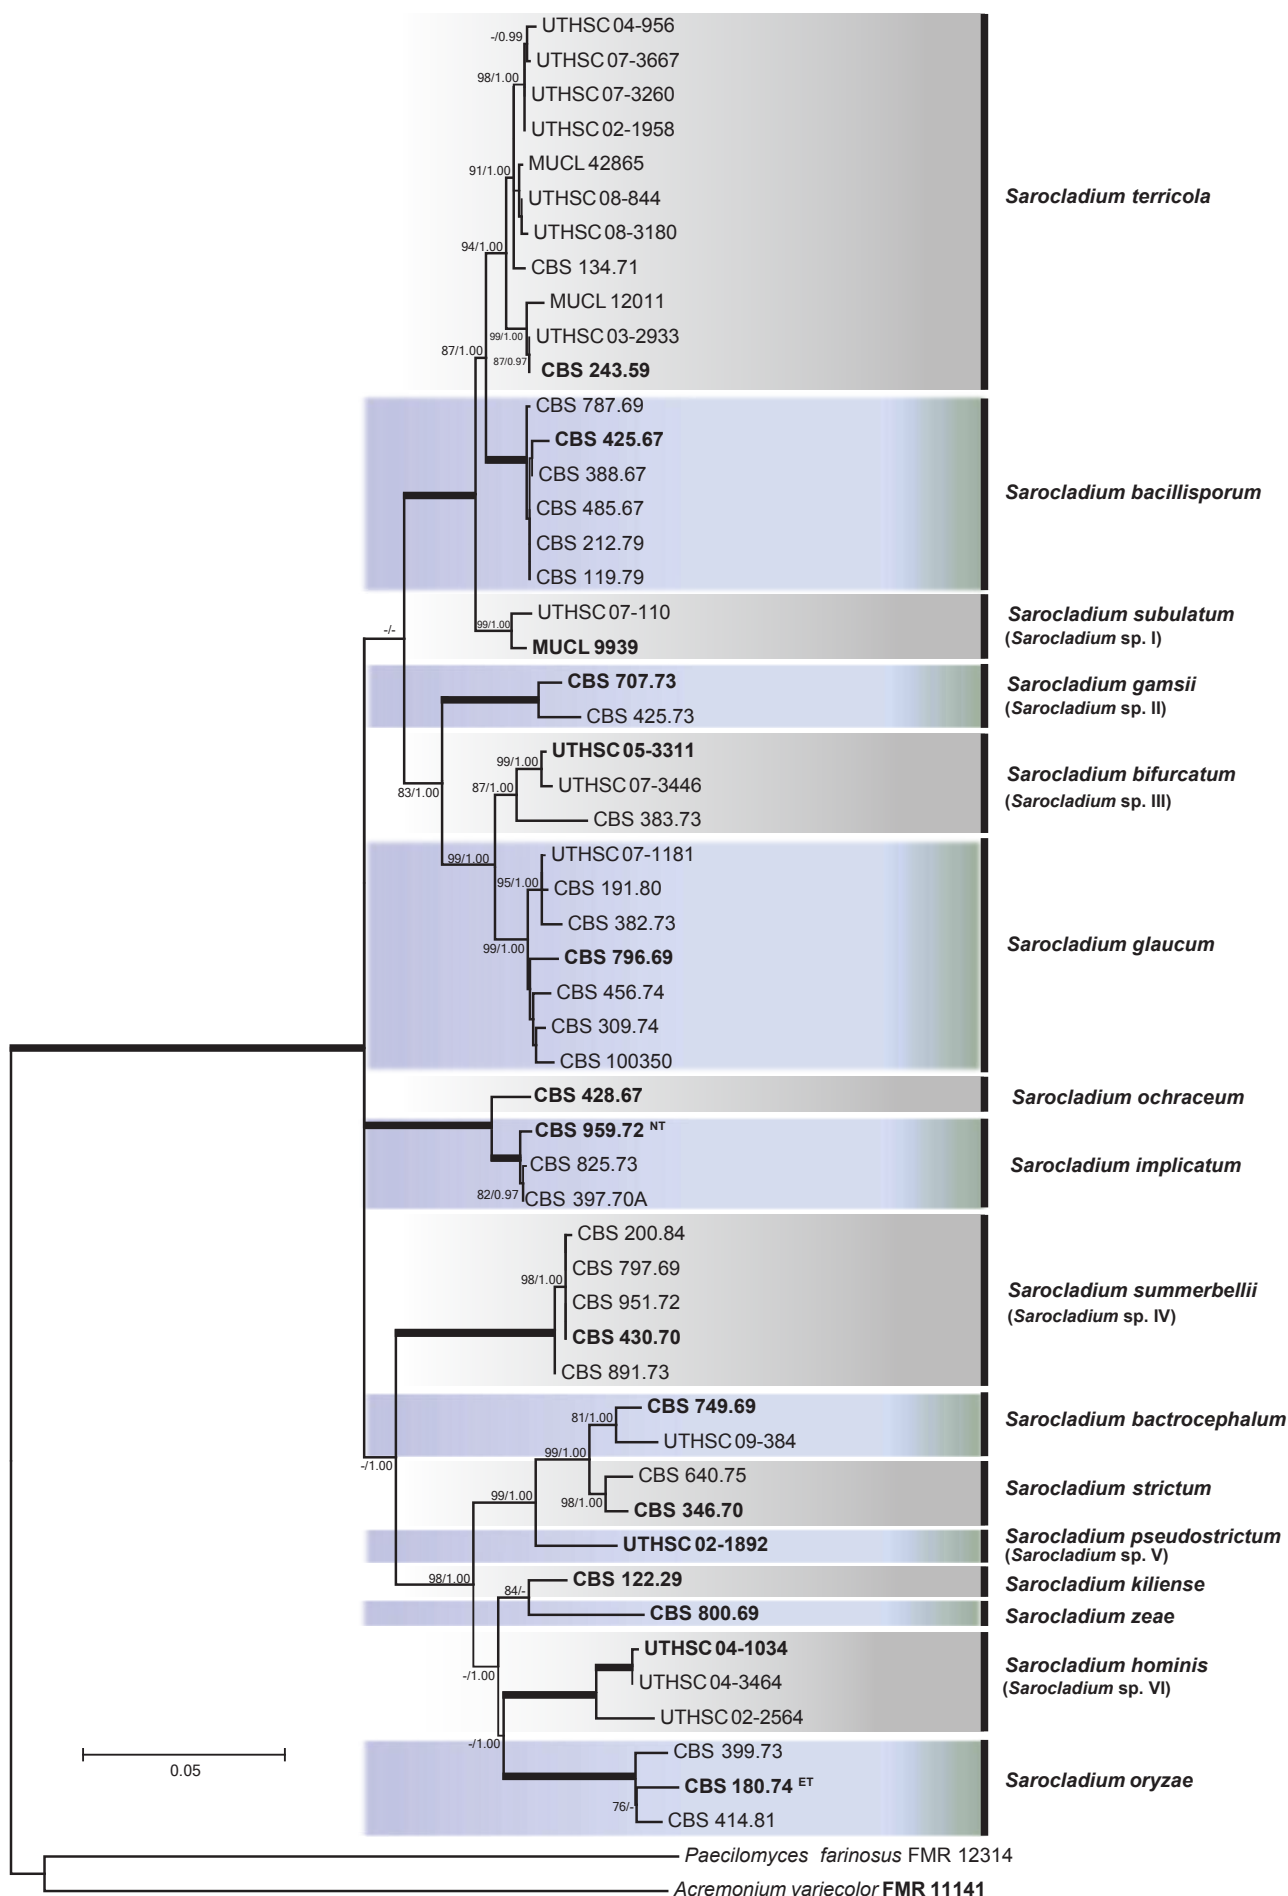 UTHSC 04-956
-/0.99
UTHSC 07-3667
98/1.00
UTHSC 07-3260
UTHSC 02-1958
MUCL 42865
91/1.00
UTHSC 08-844
Sarocladium terricola
UTHSC 08-3180
94/1.00
CBS 134.71
MUCL 12011
UTHSC 03-2933
99/1.00
87/1.00
87/0.97
CBS 243.59
CBS 787.69
CBS 425.67
CBS 388.67
Sarocladium bacillisporum
CBS 485.67
CBS 212.79
CBS 119.79
UTHSC 07-110
Sarocladium subulatum
99/1.00
-/-
(Sarocladium sp. I)
MUCL 9939
CBS 707.73
Sarocladium gamsii
(Sarocladium sp. II)
CBS 425.73
UTHSC 05-3311
99/1.00
Sarocladium bifurcatum
87/1.00
UTHSC 07-3446
83/1.00
(Sarocladium sp. III)
CBS 383.73
UTHSC 07-1181
99/1.00
95/1.00
CBS 191.80
CBS 382.73
99/1.00
Sarocladium glaucum
CBS 796.69
CBS 456.74
CBS 309.74
CBS 100350
CBS 428.67
Sarocladium ochraceum
CBS 959.72 NT
CBS 825.73
Sarocladium implicatum
82/0.97
CBS 397.70A
CBS 200.84
CBS 797.69
98/1.00
Sarocladium summerbellii
CBS 951.72
(Sarocladium sp. IV)
CBS 430.70
CBS 891.73
CBS 749.69
81/1.00
Sarocladium bactrocephalum
UTHSC 09-384
99/1.00
-/1.00
CBS 640.75
Sarocladium strictum
99/1.00
98/1.00
CBS 346.70
Sarocladium pseudostrictum
UTHSC 02-1892
(Sarocladium sp. V)
98/1.00
CBS 122.29
Sarocladium kiliense
84/-
CBS 800.69
Sarocladium zeae
UTHSC 04-1034
Sarocladium hominis
-/1.00
UTHSC 04-3464
(Sarocladium sp. VI)
UTHSC 02-2564
-/1.00
CBS 399.73
0.05
CBS 180.74 ET
Sarocladium oryzae
76/-
CBS 414.81
Paecilomyces farinosus FMR 12314
Acremonium variecolor FMR 11141